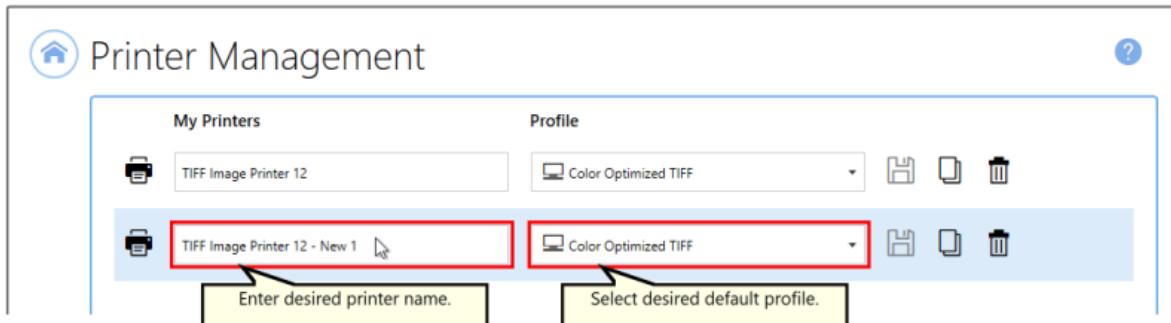 Printer Management
?
My Printers Profile
TIFF Image Printer 12 Color Optimized TIFF
TIFF Image Printer 12 - New 1 Color Optimized TIFF
Enter desired printer name. Select desired default profile.